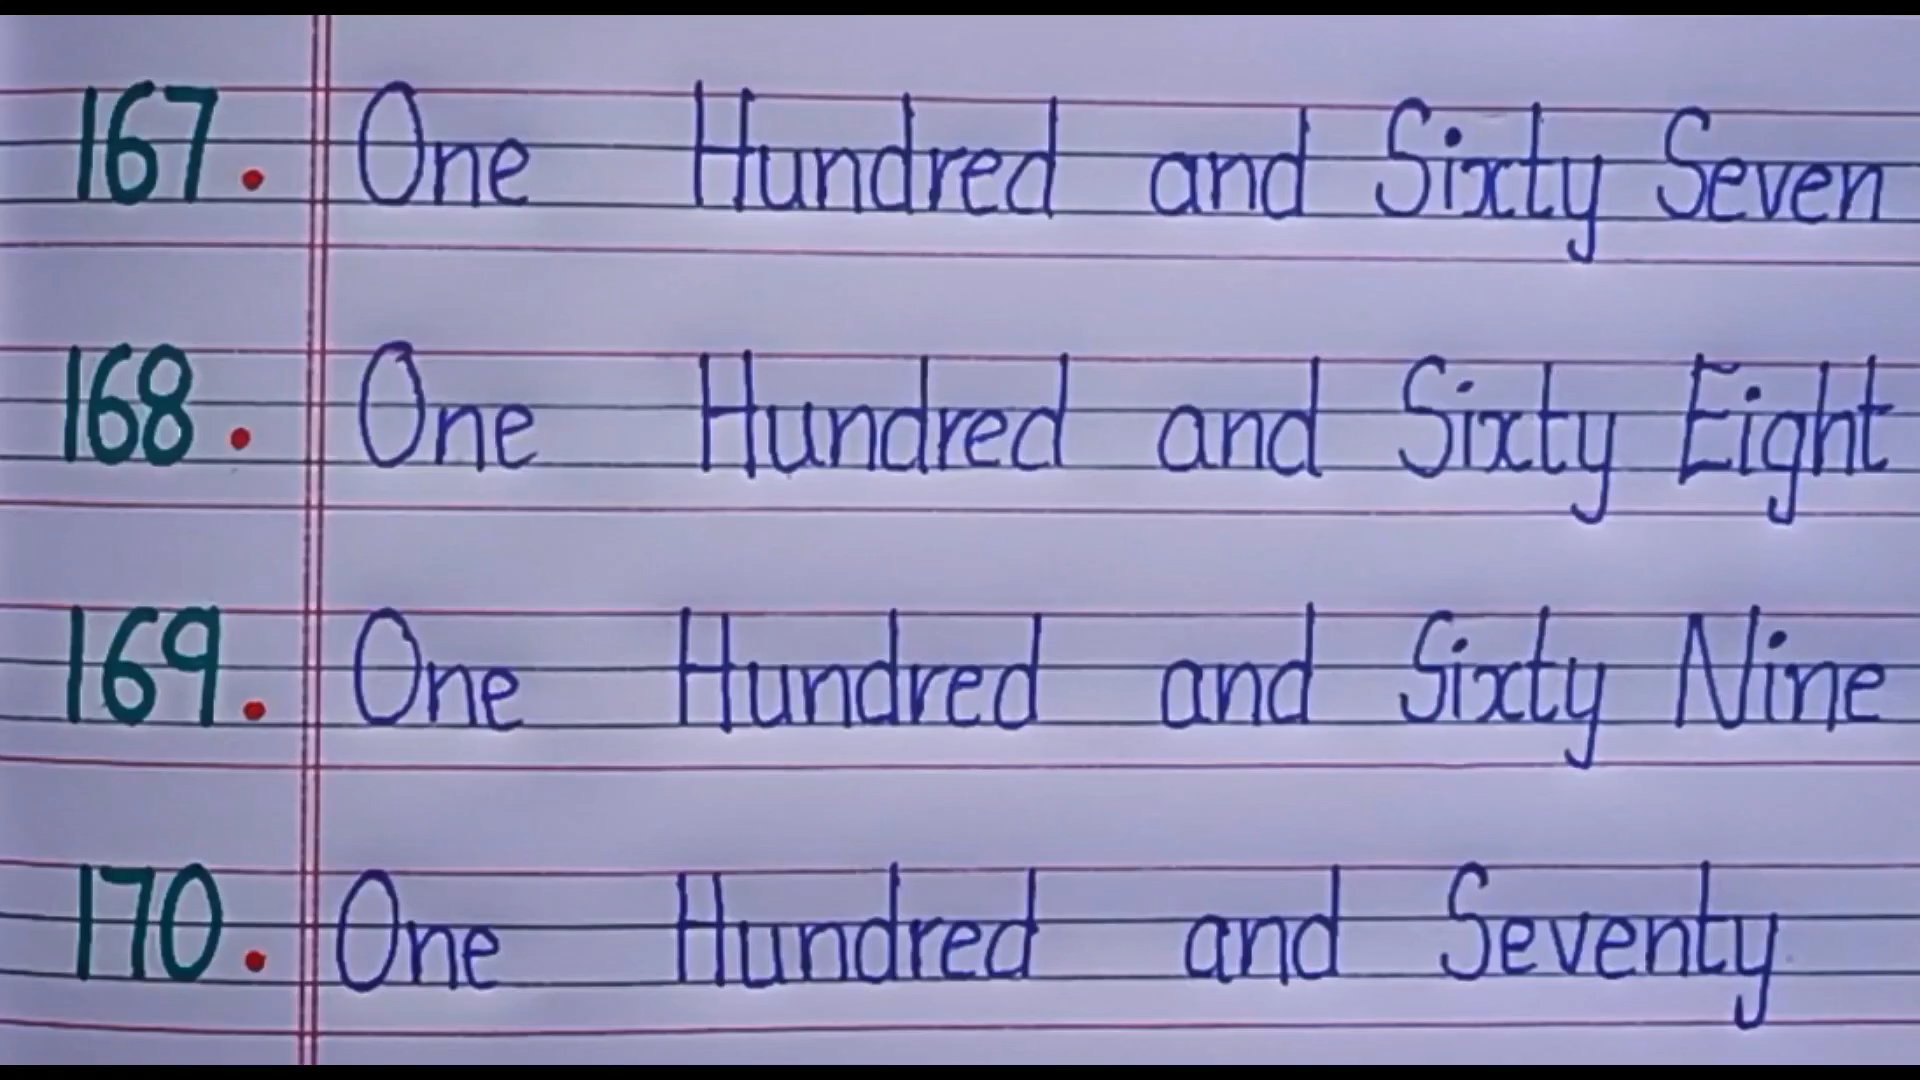 167. One Hundred and Sixty Seven
168. One Hundred and Sixty Eight
169. One Hundred and Sixty Nine
170. One Hundred and Seventy